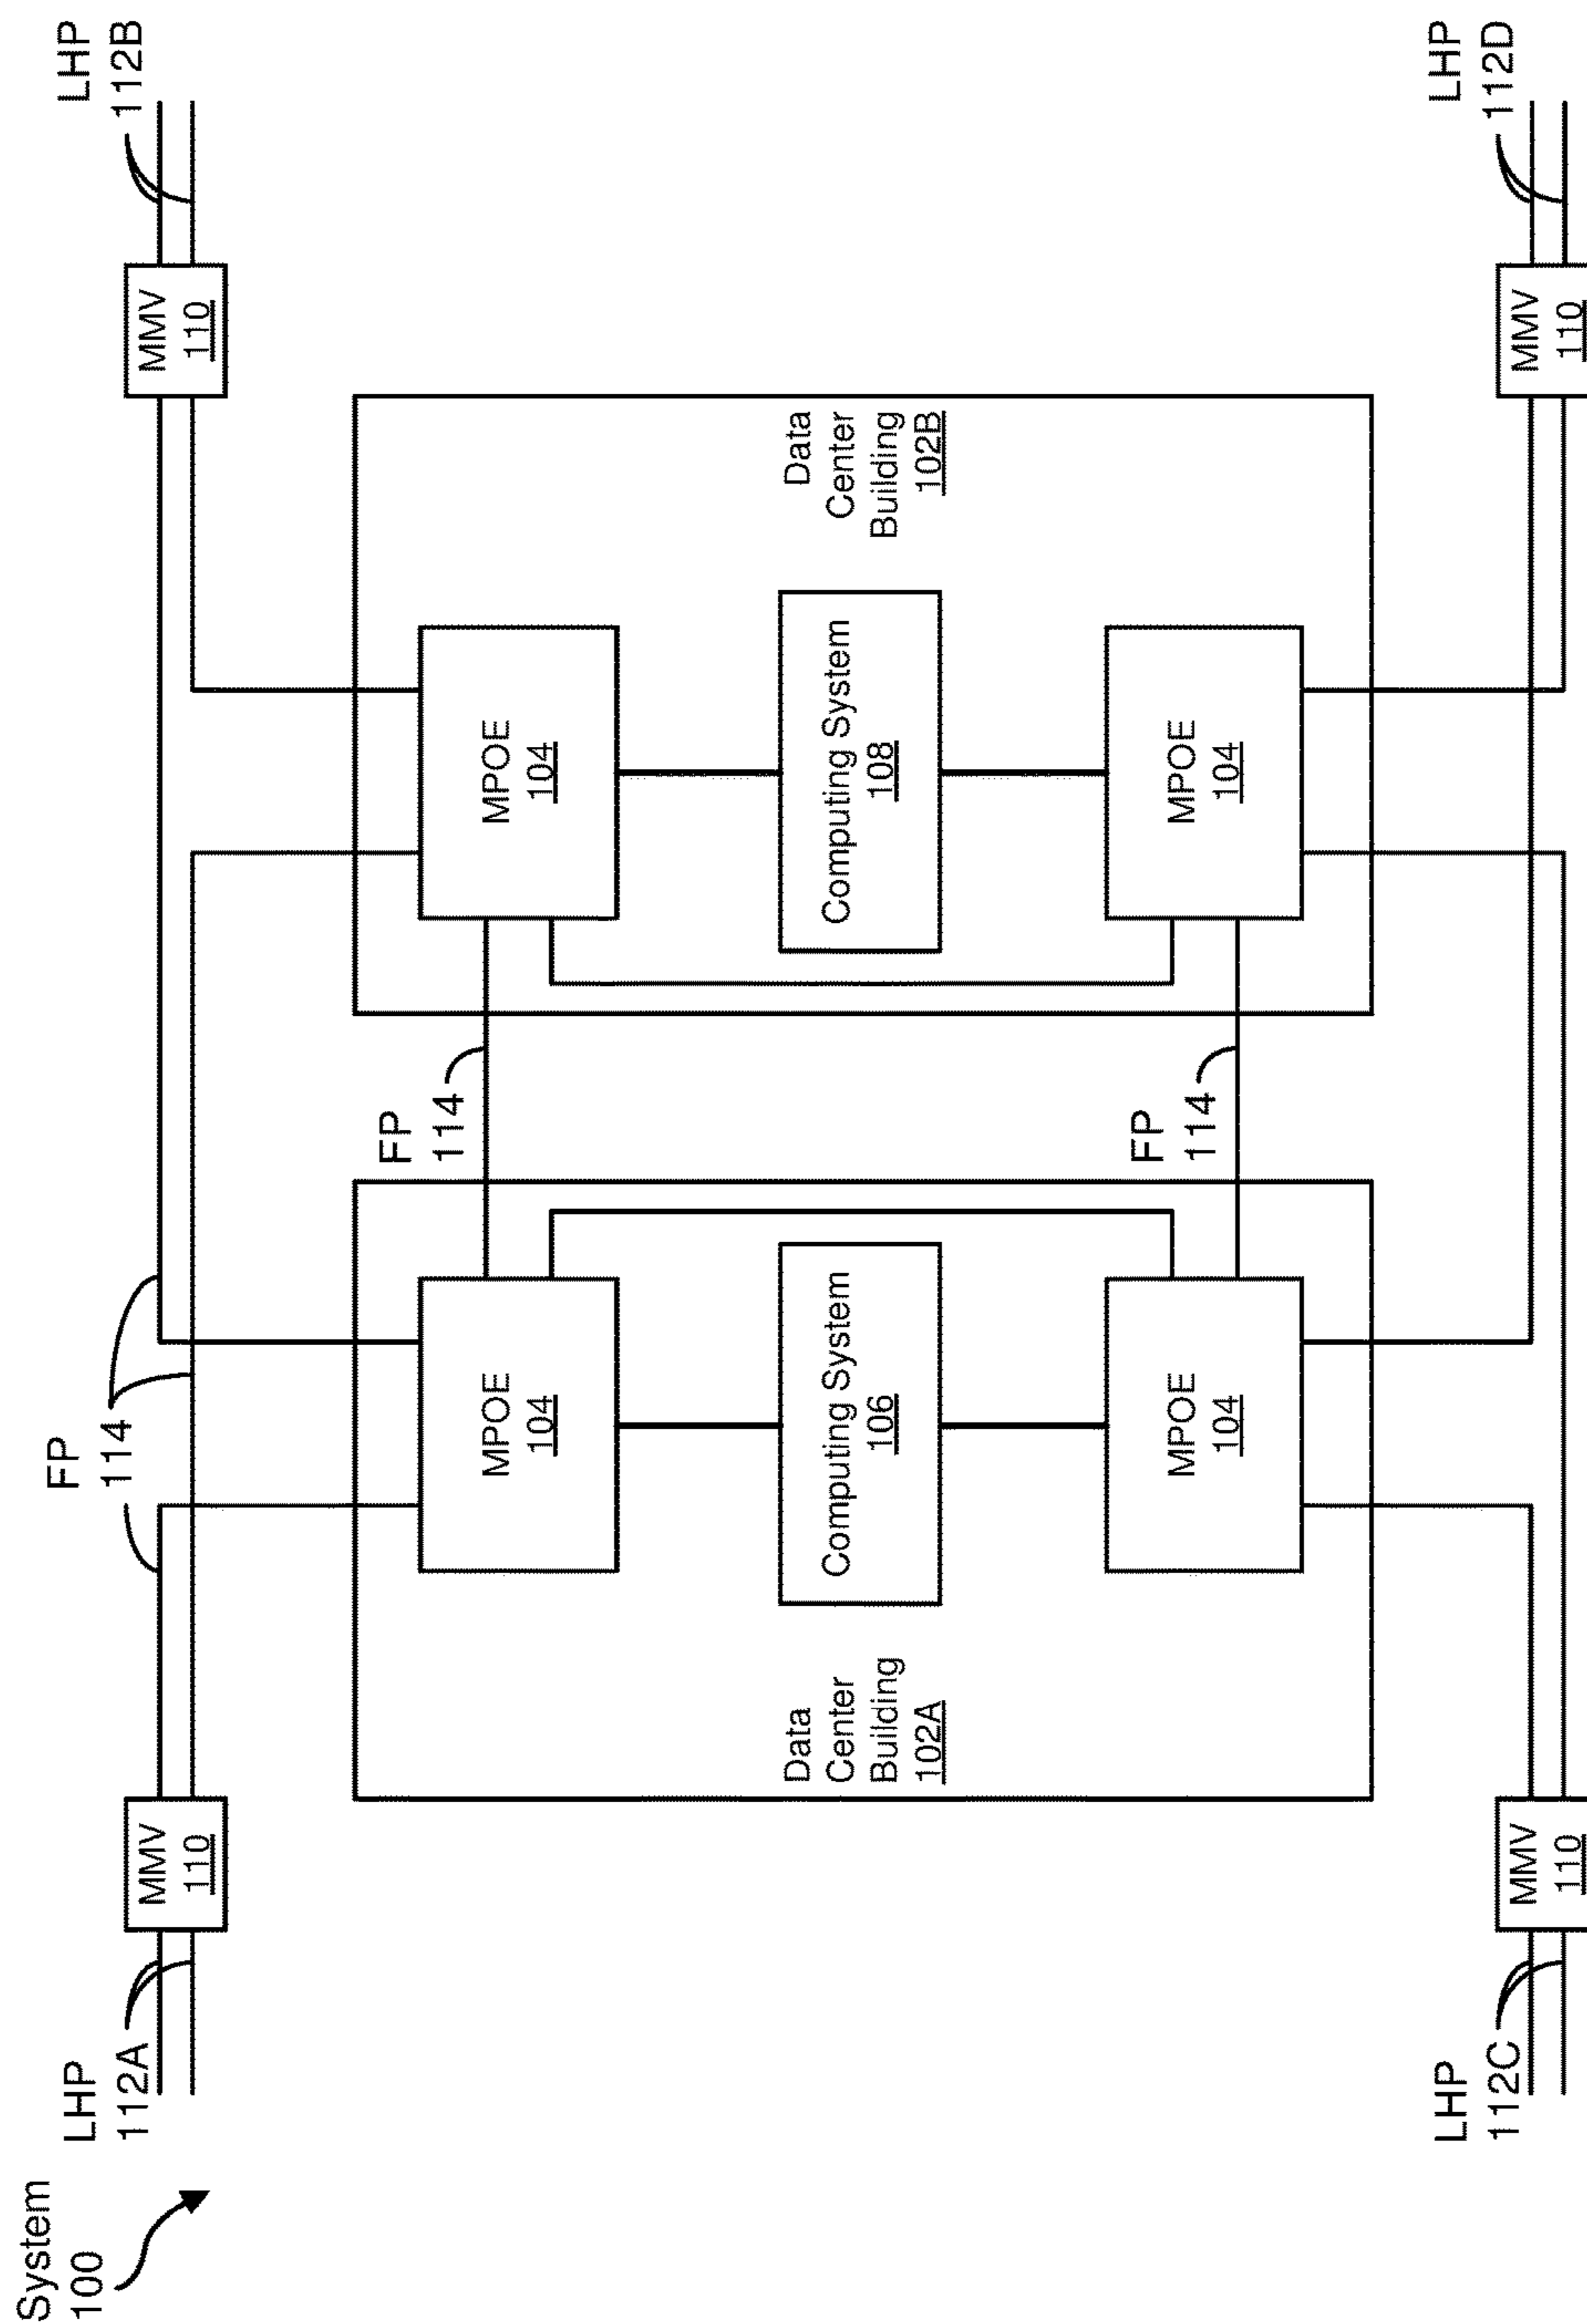 System
100
LHP
112A
MMV
110
FP
114
MMV
110
LHP
112B
Data
Center
Building
102A
MPOE
104
Computing System
106
MPOE
104
FP
114
FP
114
MPOE
104
Computing System
108
MPOE
104
Data
Center
Building
102B
LHP
112C
MMV
110
MMV
110
LHP
112D